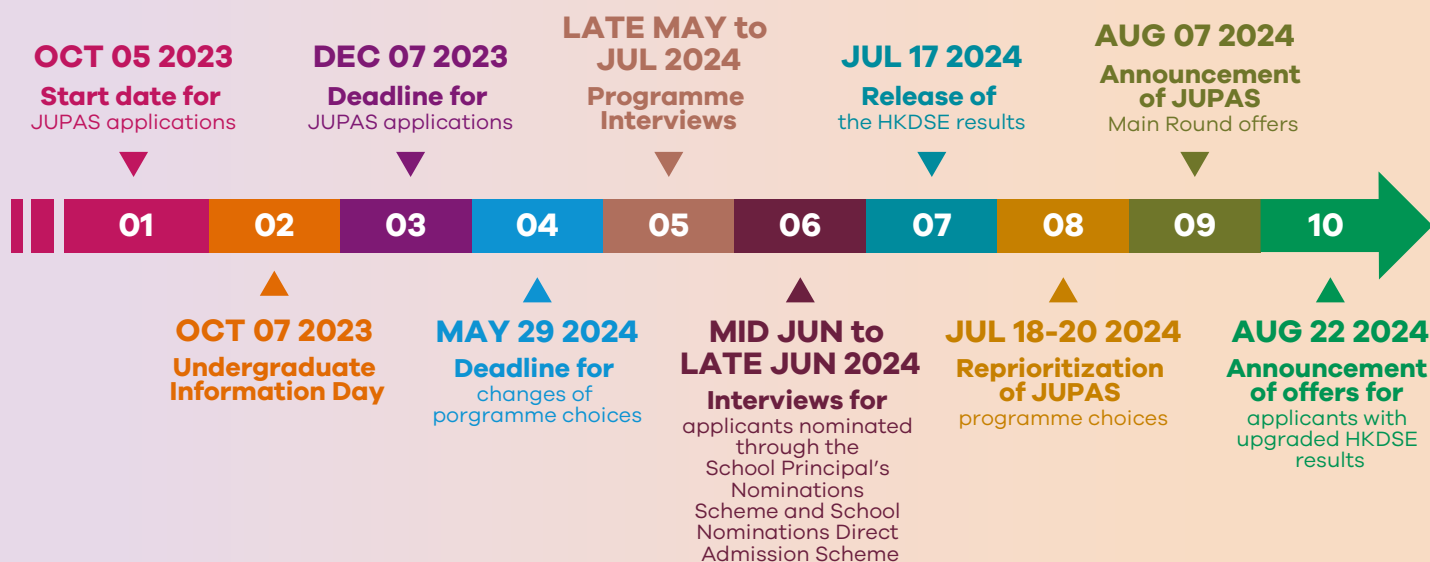 OCT 05 2023
Start date for
JUPAS applications
DEC 07 2023
Deadline for
JUPAS applications
LATE MAY to
JUL 2024
Programme
Interviews
JUL 17 2024
Release of
the HKDSE results
AUG 07 2024
Announcement
of JUPAS
Main Round offers
01 02 03 04 05 06 07 08 09 10
OCT 07 2023
Undergraduate
Information Day
MAY 29 2024
Deadline for
changes of
porgramme choices
MID JUN to
LATE JUN 2024
Interviews for
applicants nominated
through the
School Principal's
Nominations
Scheme and School
Nominations Direct
Admission Scheme
JUL 18-20 2024
Reprioritization
of JUPAS
programme choices
AUG 22 2024
Announcement
of offers for
applicants with
upgraded HKDSE
results